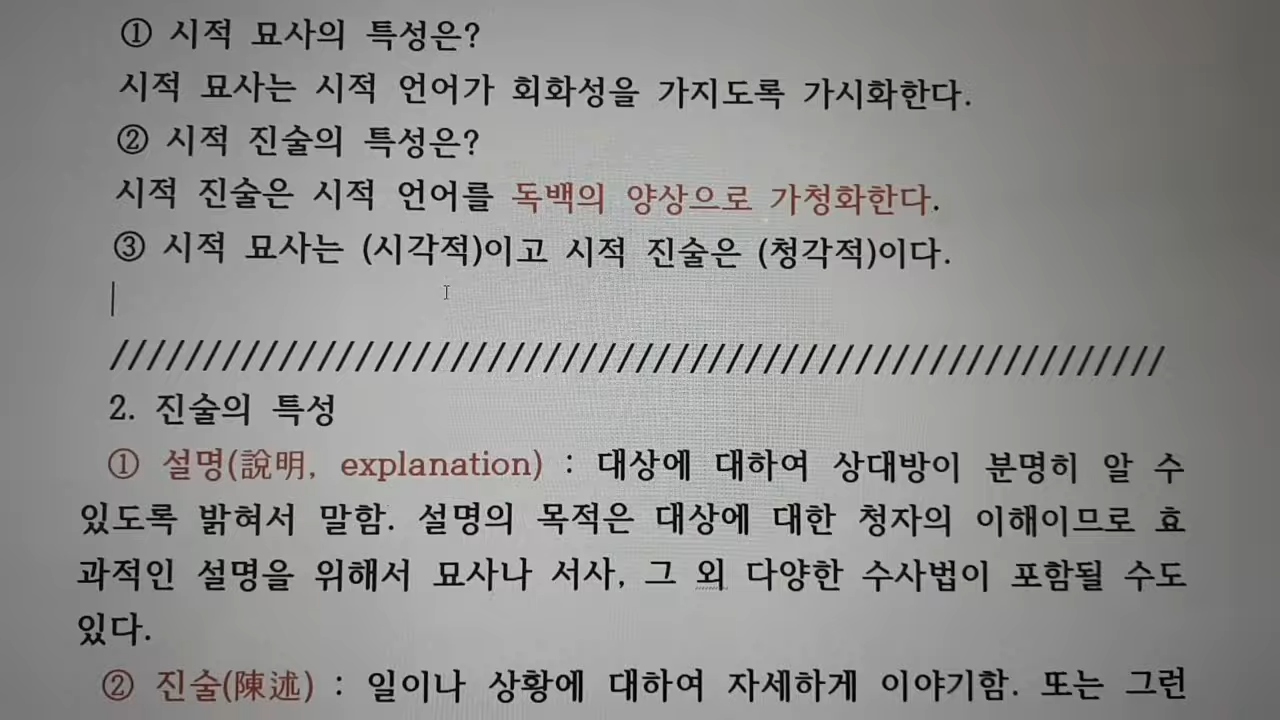 ① 시적 묘사의 특성은?
시적 묘사는 시적 언어가 회화성을 가지도록 가시화한다.
② 시적 진술의 특성은?
시적 진술은 시적 언어를 독백의 양상으로 가청화한다.
③ 시적 묘사는 (시각적)이고 시적 진술은 (청각적)이다.
////////////////////////////////////////////////////////////////
2. 진술의 특성
① 설명(說明, explanation) : 대상에 대하여 상대방이 분명히 알 수
있도록 밝혀서 말함. 설명의 목적은 대상에 대한 청자의 이해이므로 효
과적인 설명을 위해서 묘사나 서사, 그 외 다양한 수사법이 포함될 수도
있다.
② 진술(陳述) : 일이나 상황에 대하여 자세하게 이야기함. 또는 그런